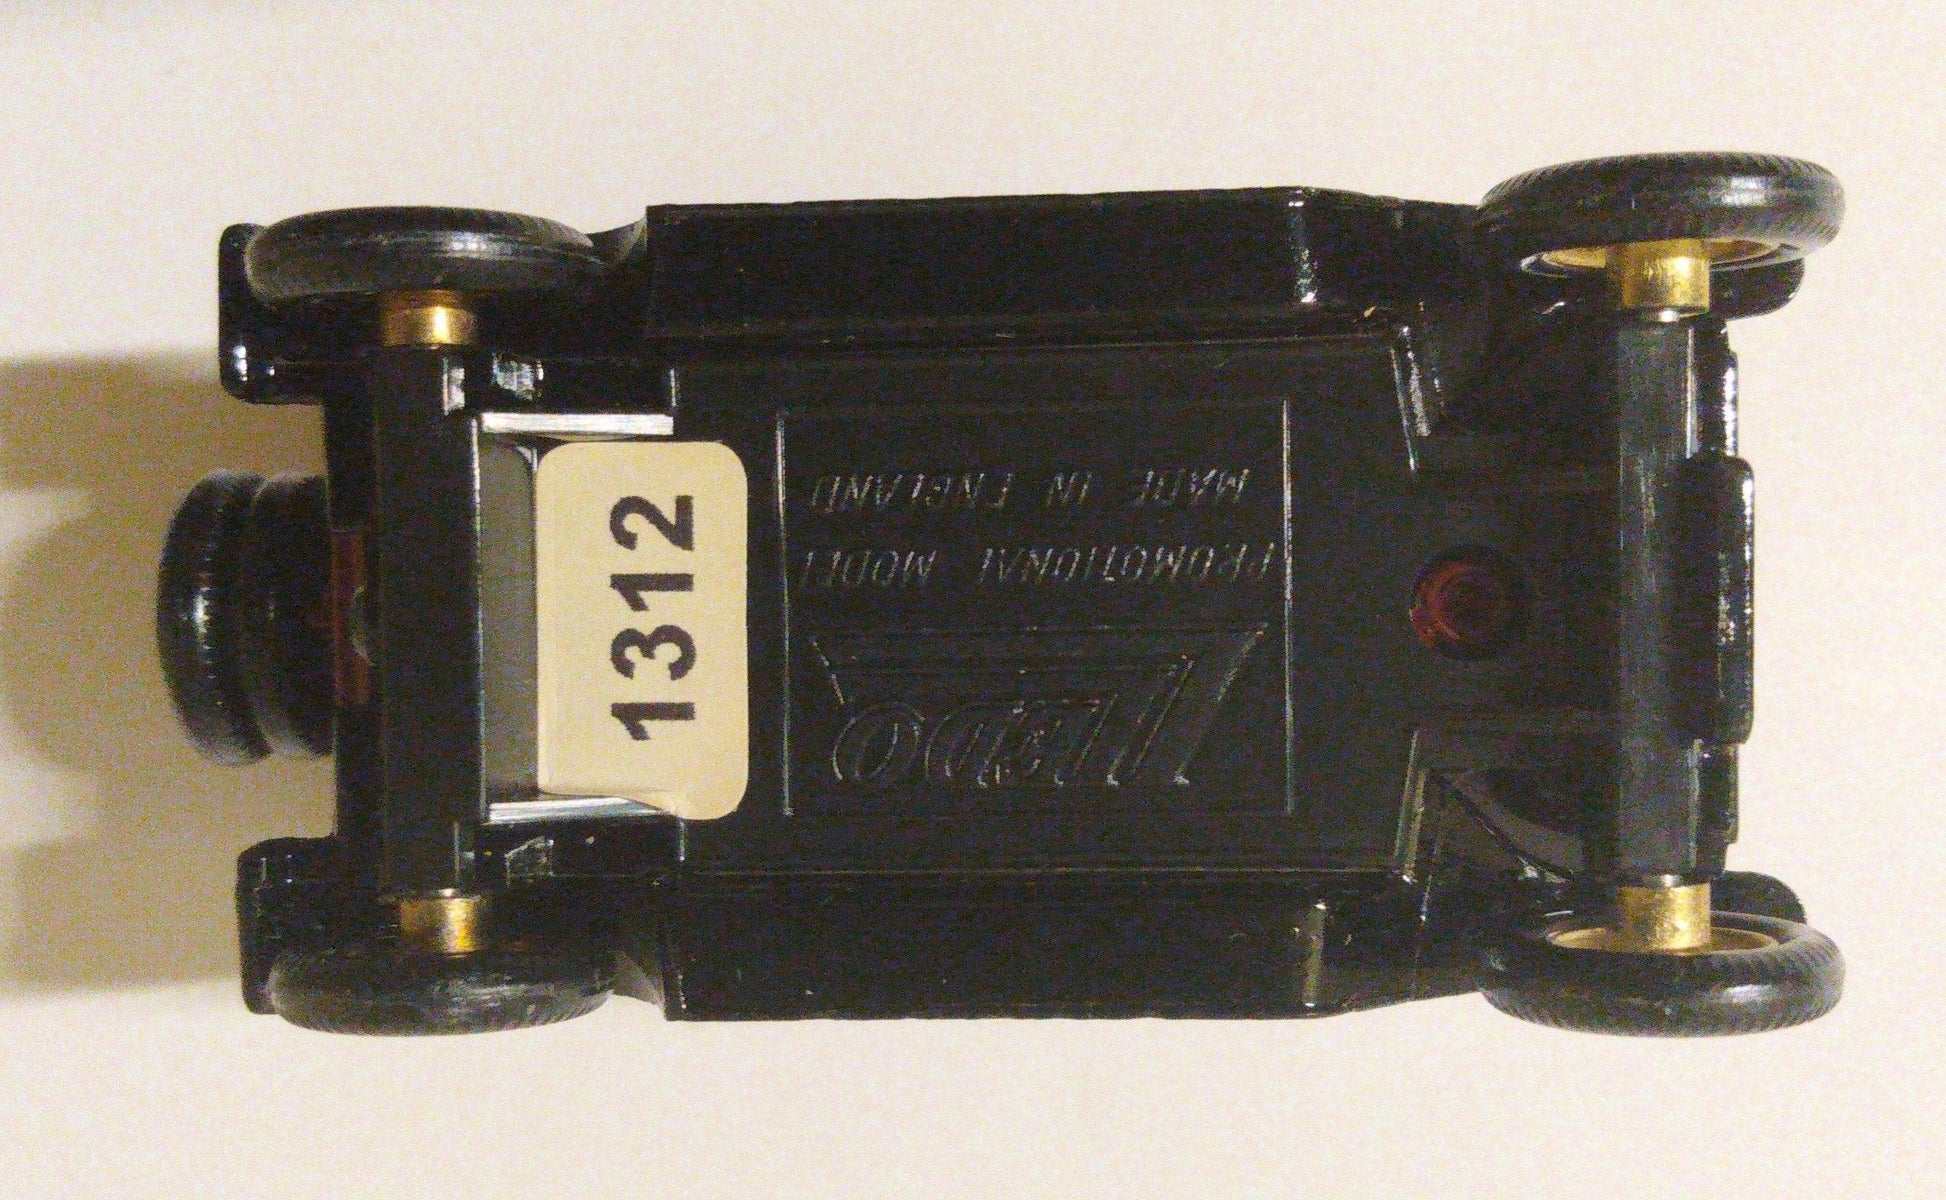 1312
LLEDO
PROMOTIONAL MODEL
MADE IN ENGLAND